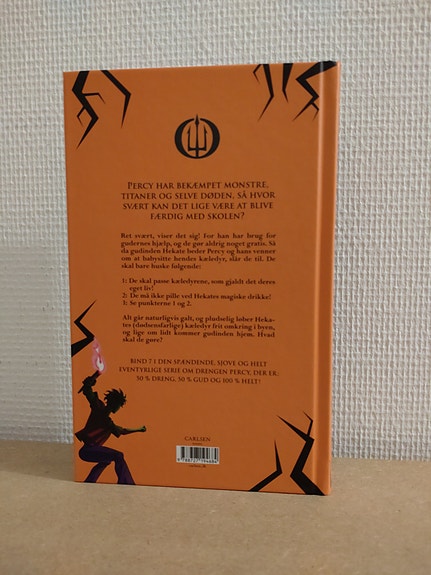 PERCY HAR BEKÆMPET MONSTRE,
TITANER OG SELVE DØDEN, SÅ HVOR
SVÆRT KAN DET LIGE VÆRE AT BLIVE
FÆRDIG MED SKOLEN?
Ret svært, viser det sig! For han har brug for
gudernes hjælp, og de gør aldrig noget gratis. Så
da gudinden Hekate beder Percy og hans venner
om at babysitte hendes kæledyr, slår de til. De
skal bare huske følgende:
1: De skal passe kæledyrene, som gjaldt det deres
eget liv!
2: De må ikke pille ved Hekates magiske drikke!
3: Se punkterne 1 og 2.
Alt går naturligvis galt, og pludselig løber Heka-
tes (dødsensfarlige) kæledyr frit omkring i byen,
og lige om lidt kommer gudinden hjem. Hvad
skal de gøre?
BIND 7 I DEN SPÆNDENDE, SJOVE OG HELT
EVENTYRLIGE SERIE OM DRENGEN PERCY, DER ER
50 % DRENG, 50 % GUD OG 100 % HELT!
CARLSEN
9 788727 194684